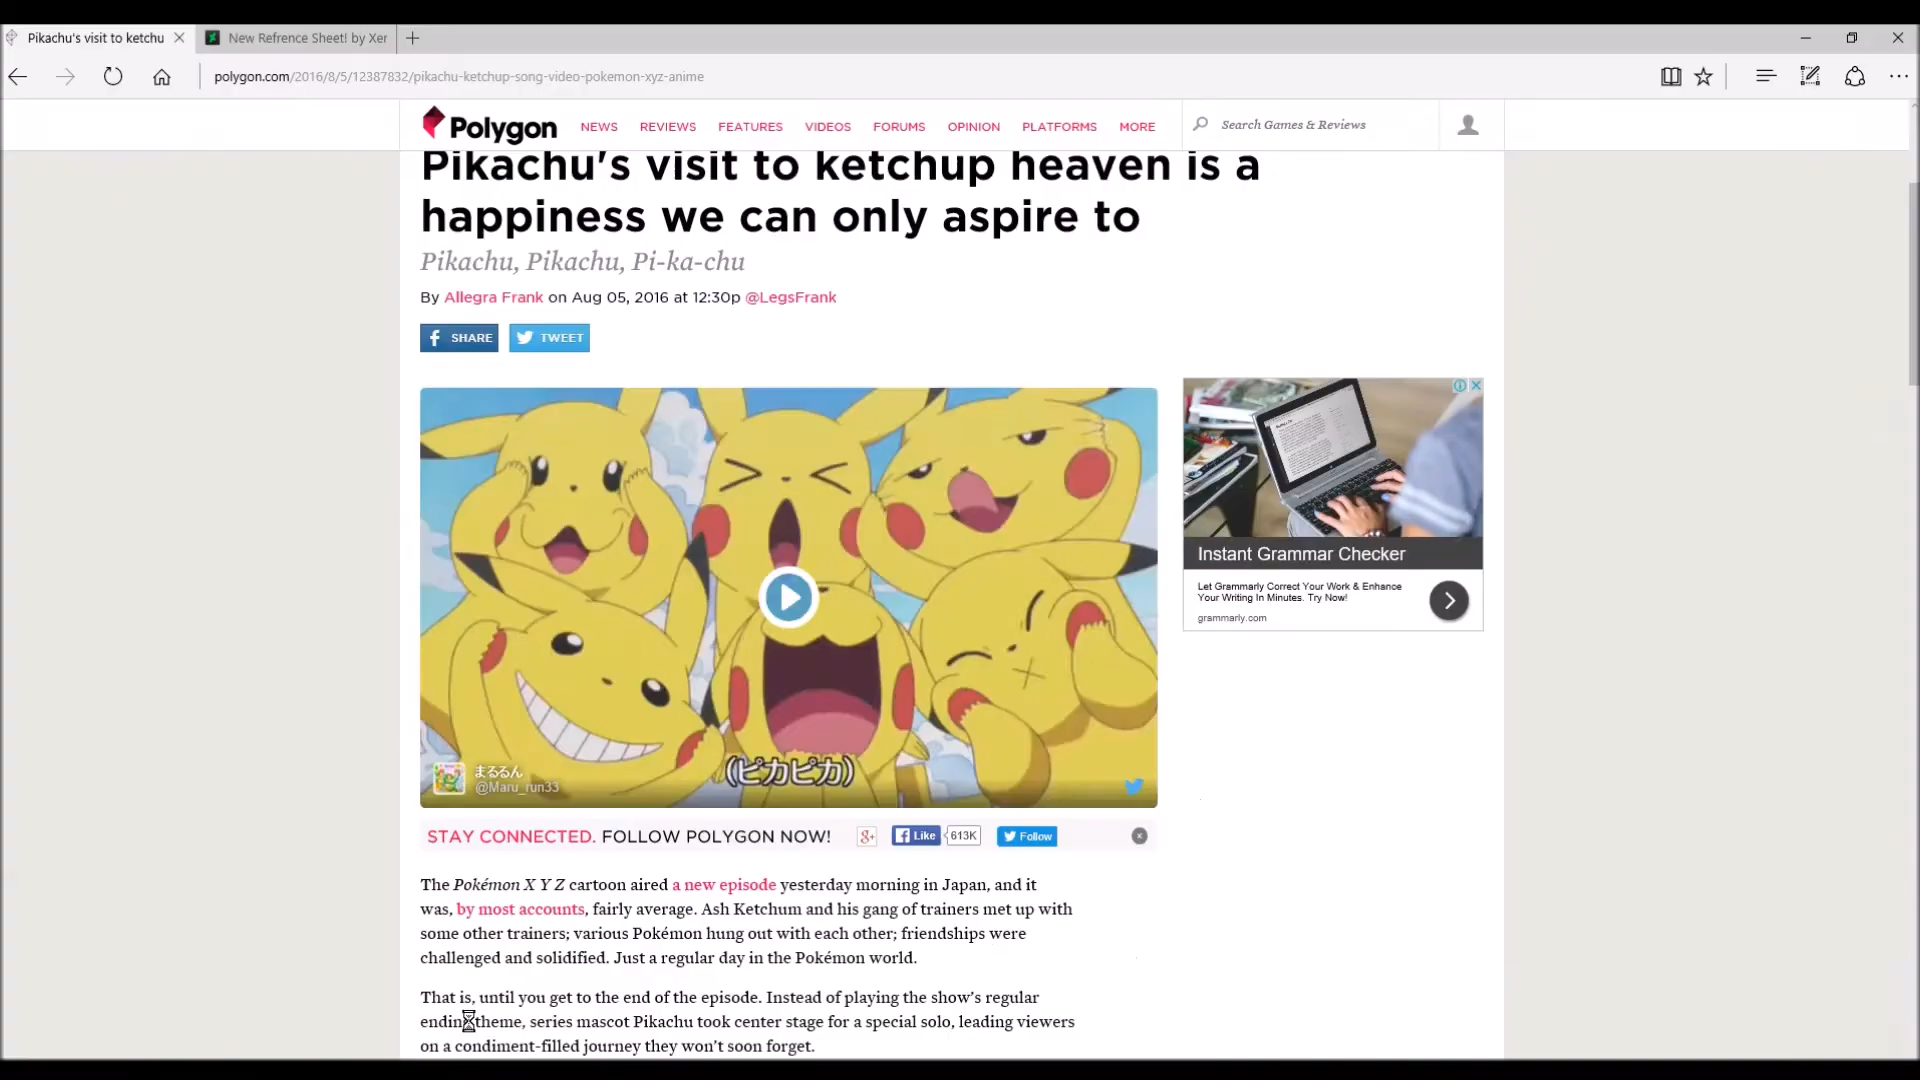 Pikachu's visit to ketchu
New Refrence Sheet! by Xer
polygon.com/2016/8/5/12387832/pikachu-ketchup-song-video-pokemon-xyz-anime
Polygon
NEWS REVIEWS FEATURES VIDEOS FORUMS OPINION PLATFORMS MORE
Search Games & Reviews
Pikachu's visit to ketchup heaven is a
happiness we can only aspire to
Pikachu, Pikachu, Pi-ka-chu
By Allegra Frank on Aug 05, 2016 at 12:30p @LegsFrank
SHARE TWEET
(ピカピカ)
まるるん
@Maru_run33
Instant Grammar Checker
Let Grammarly Correct Your Work & Enhance
Your Writing In Minutes. Try Now!
grammarly.com
STAY CONNECTED. FOLLOW POLYGON NOW! g+ Like 613K Follow
The Pokémon X Y Z cartoon aired a new episode yesterday morning in Japan, and it
was, by most accounts, fairly average. Ash Ketchum and his gang of trainers met up with
some other trainers; various Pokémon hung out with each other; friendships were
challenged and solidified. Just a regular day in the Pokémon world.
That is, until you get to the end of the episode. Instead of playing the show's regular
ending theme, series mascot Pikachu took center stage for a special solo, leading viewers
on a condiment-filled journey they won't soon forget.